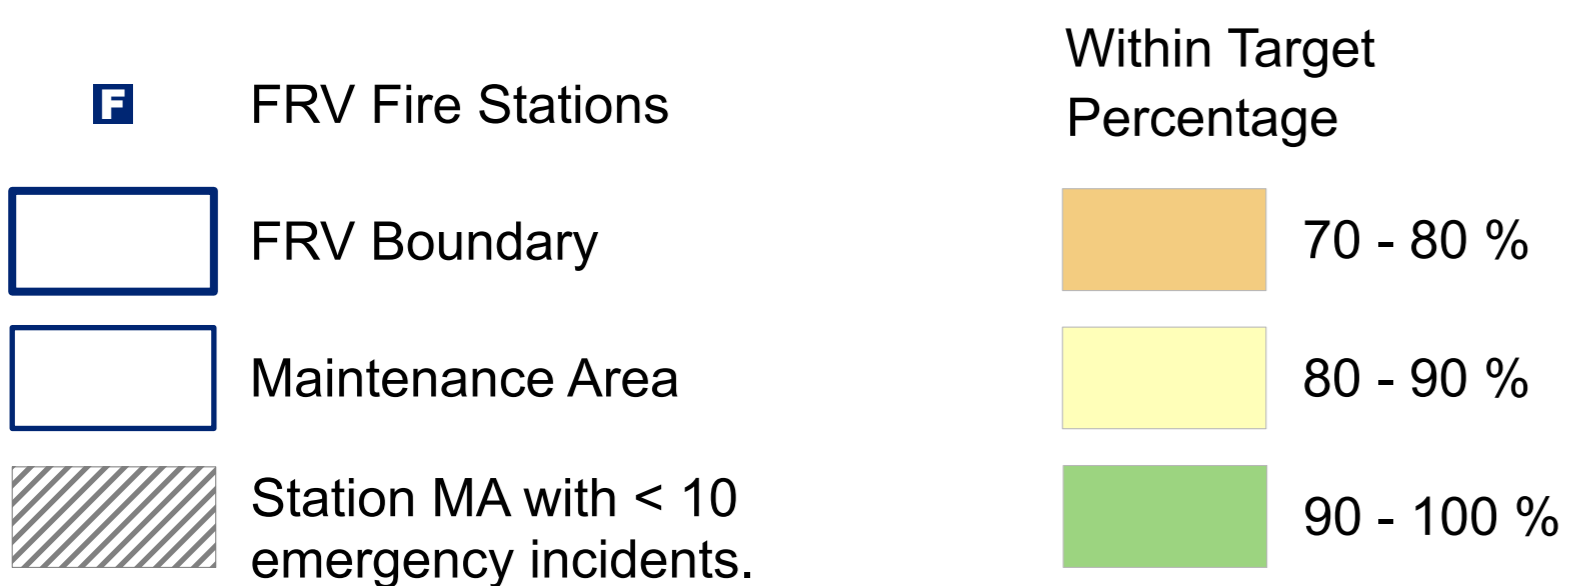 F
FRV Fire Stations
FRV Boundary
Maintenance Area
Station MA with < 10
emergency incidents.
Within Target
Percentage
70 - 80 %
80 - 90 %
90 - 100 %